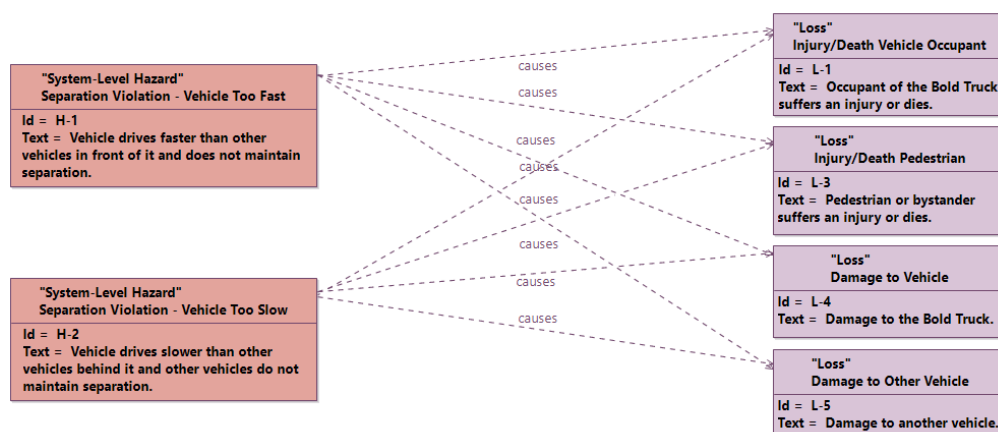 "System-Level Hazard"
Separation Violation - Vehicle Too Fast
Id = H-1
Text = Vehicle drives faster than other
vehicles in front of it and does not maintain
separation.
"System-Level Hazard"
Separation Violation - Vehicle Too Slow
Id = H-2
Text = Vehicle drives slower than other
vehicles behind it and other vehicles do not
maintain separation.
causes
causes
causes
causes
causes
causes
causes
causes
"Loss"
Injury/Death Vehicle Occupant
Id = L-1
Text = Occupant of the Bold Truck
suffers an injury or dies.
"Loss"
Injury/Death Pedestrian
Id = L-3
Text = Pedestrian or bystander
suffers an injury or dies.
"Loss"
Damage to Vehicle
Id = L-4
Text = Damage to the Bold Truck.
"Loss"
Damage to Other Vehicle
Id = L-5
Text = Damage to another vehicle.